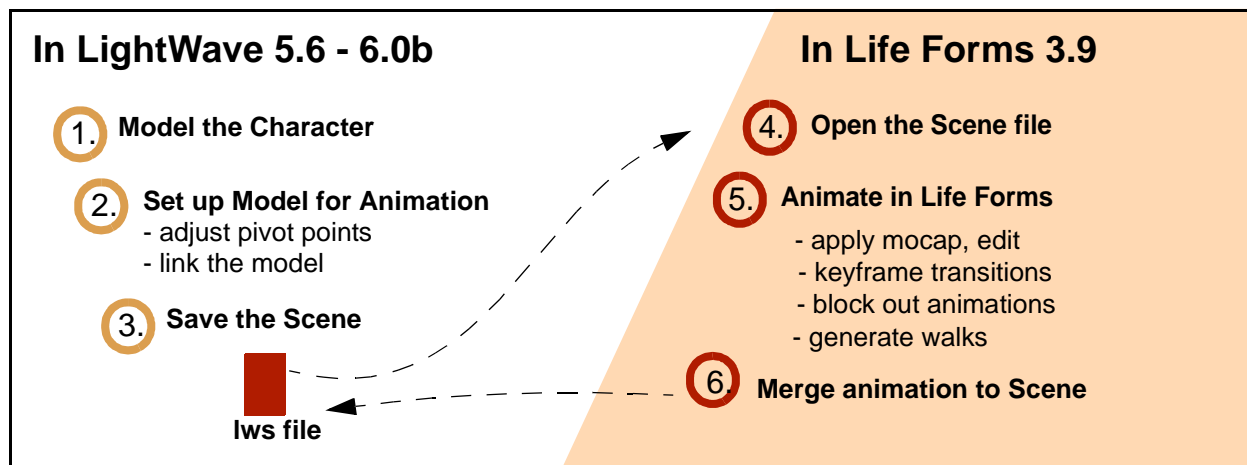 In LightWave 5.6 - 6.0b
1. Model the Character
2. Set up Model for Animation
- adjust pivot points
- link the model
3. Save the Scene
lws file
In Life Forms 3.9
4. Open the Scene file
5. Animate in Life Forms
- apply mocap, edit
- keyframe transitions
- block out animations
- generate walks
6. Merge animation to Scene